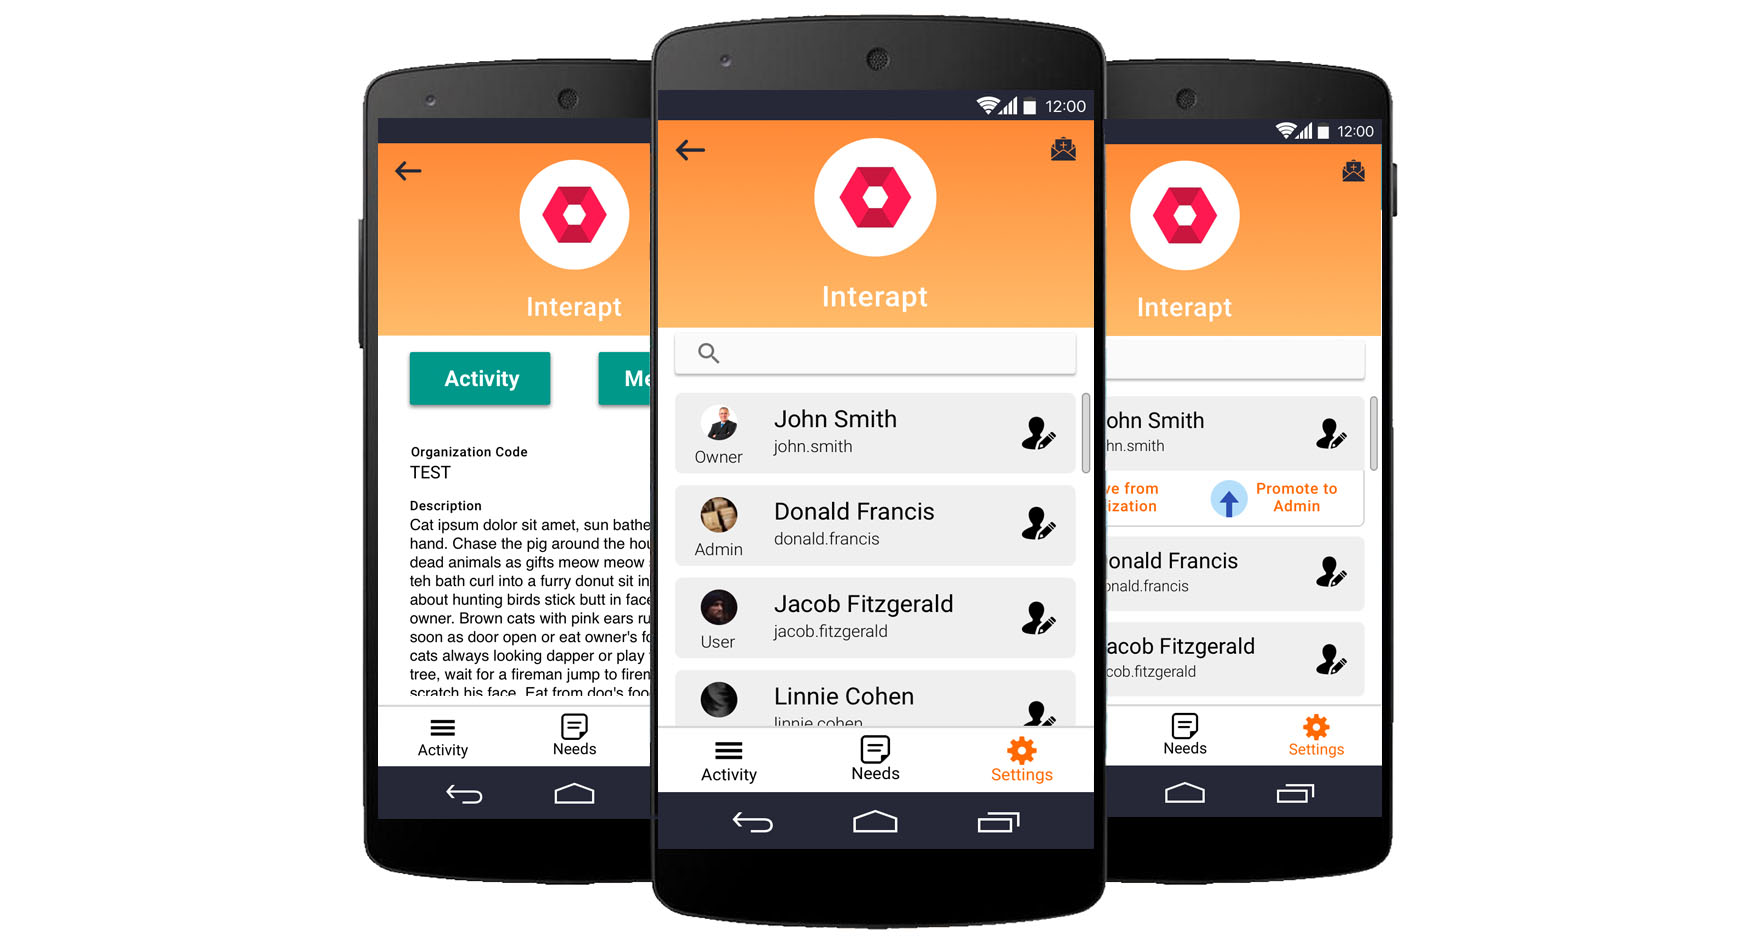 Interapt
Activity
Organization Code
TEST
Description
Cat ipsum dolor sit amet, sun bathe
hand. Chase the pig around the
dead animals as gifts meow meow
teh bath curl into a furry donut sit in
about hunting birds stick butt in face
owner. Brown cats with pink ears
soon as door open or eat owner's
cats always looking dapper or play
tree, wait for a fireman jump to
scratch his face. Eat from dog's
Activity
Needs
12:00
Interapt
John Smith
john.smith
Owner
Donald Francis
donald.francis
Admin
Jacob Fitzgerald
jacob.fitzgerald
User
Linnie Cohen
linnie.cohen
Activity
Needs
Settings
12:00
Interapt
ohn Smith
hn.smith
ve from
ization
Promote to
Admin
onald Francis
onald.francis
acob Fitzgerald
cob.fitzgerald
Needs
Settings